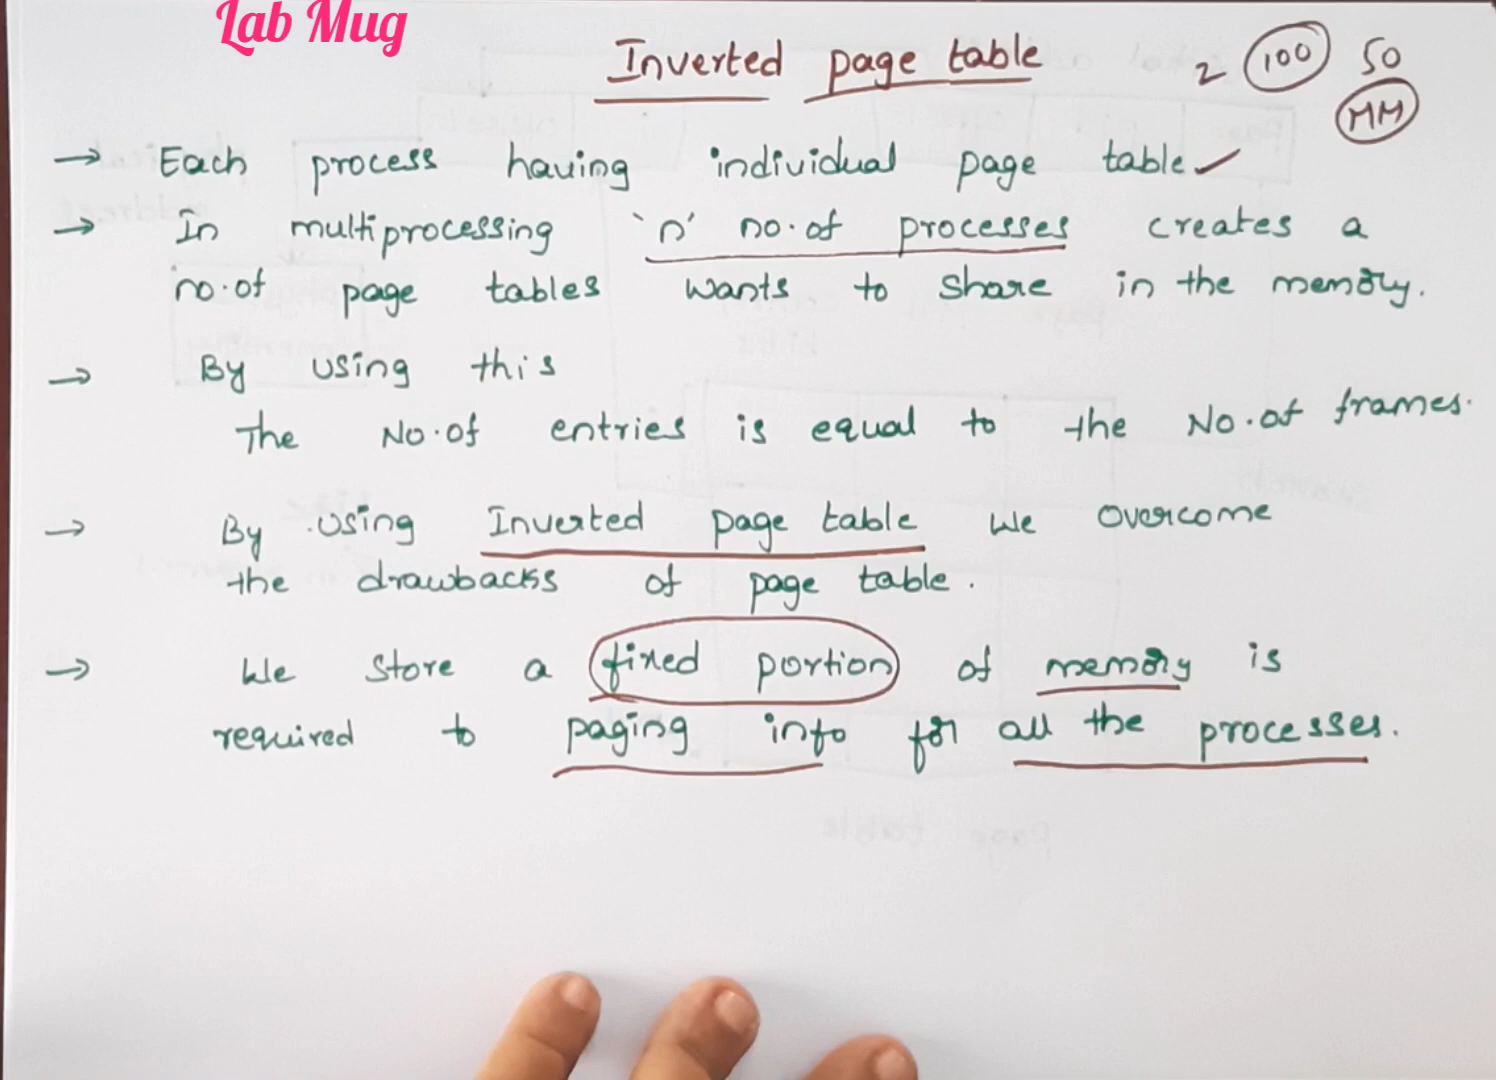 Lab Mug
Inverted page table 2 100 50
MM
→ Each process having individual page table ✓
→ In multiprocessing 'n' no.of processes creates a
no.of page tables wants to share in the memory.
→ By using this
The No.of entries is equal to the No.of frames.
→ By using Inverted page table we overcome
the drawbacks of page table.
→ We store a fixed portion of memory is
required to paging info for all the processes.